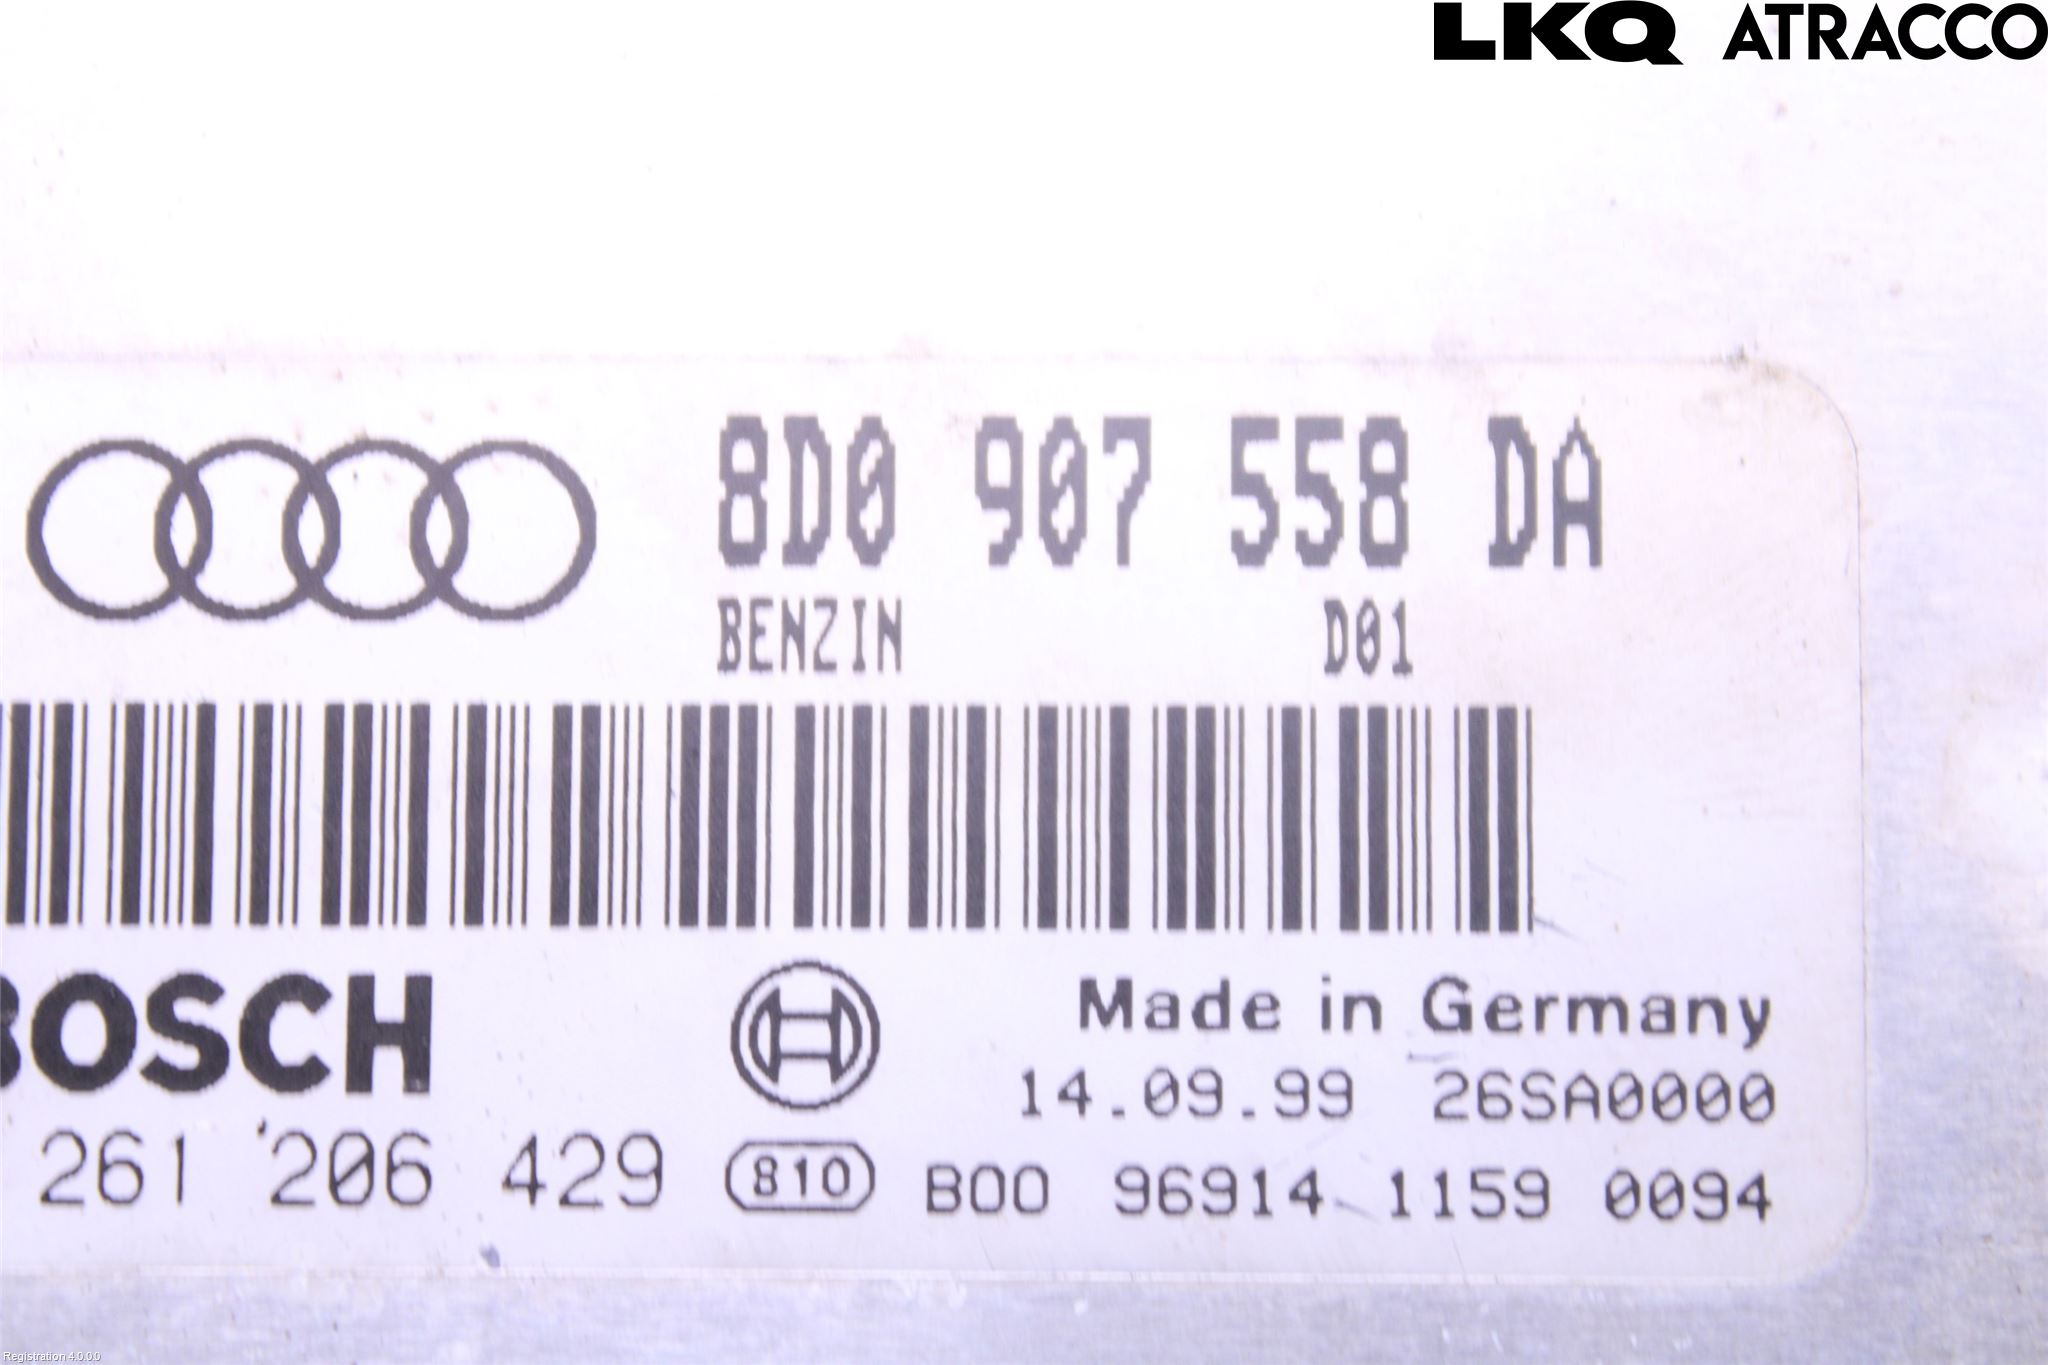 LKQ ATRACCO
8D0 907 558 DA
BENZIN D01
BOSCH
Made in Germany
14.09.99 26SA0000
261 206 429 810 B00 96914 1159 0094
Registration 4.0.0.0